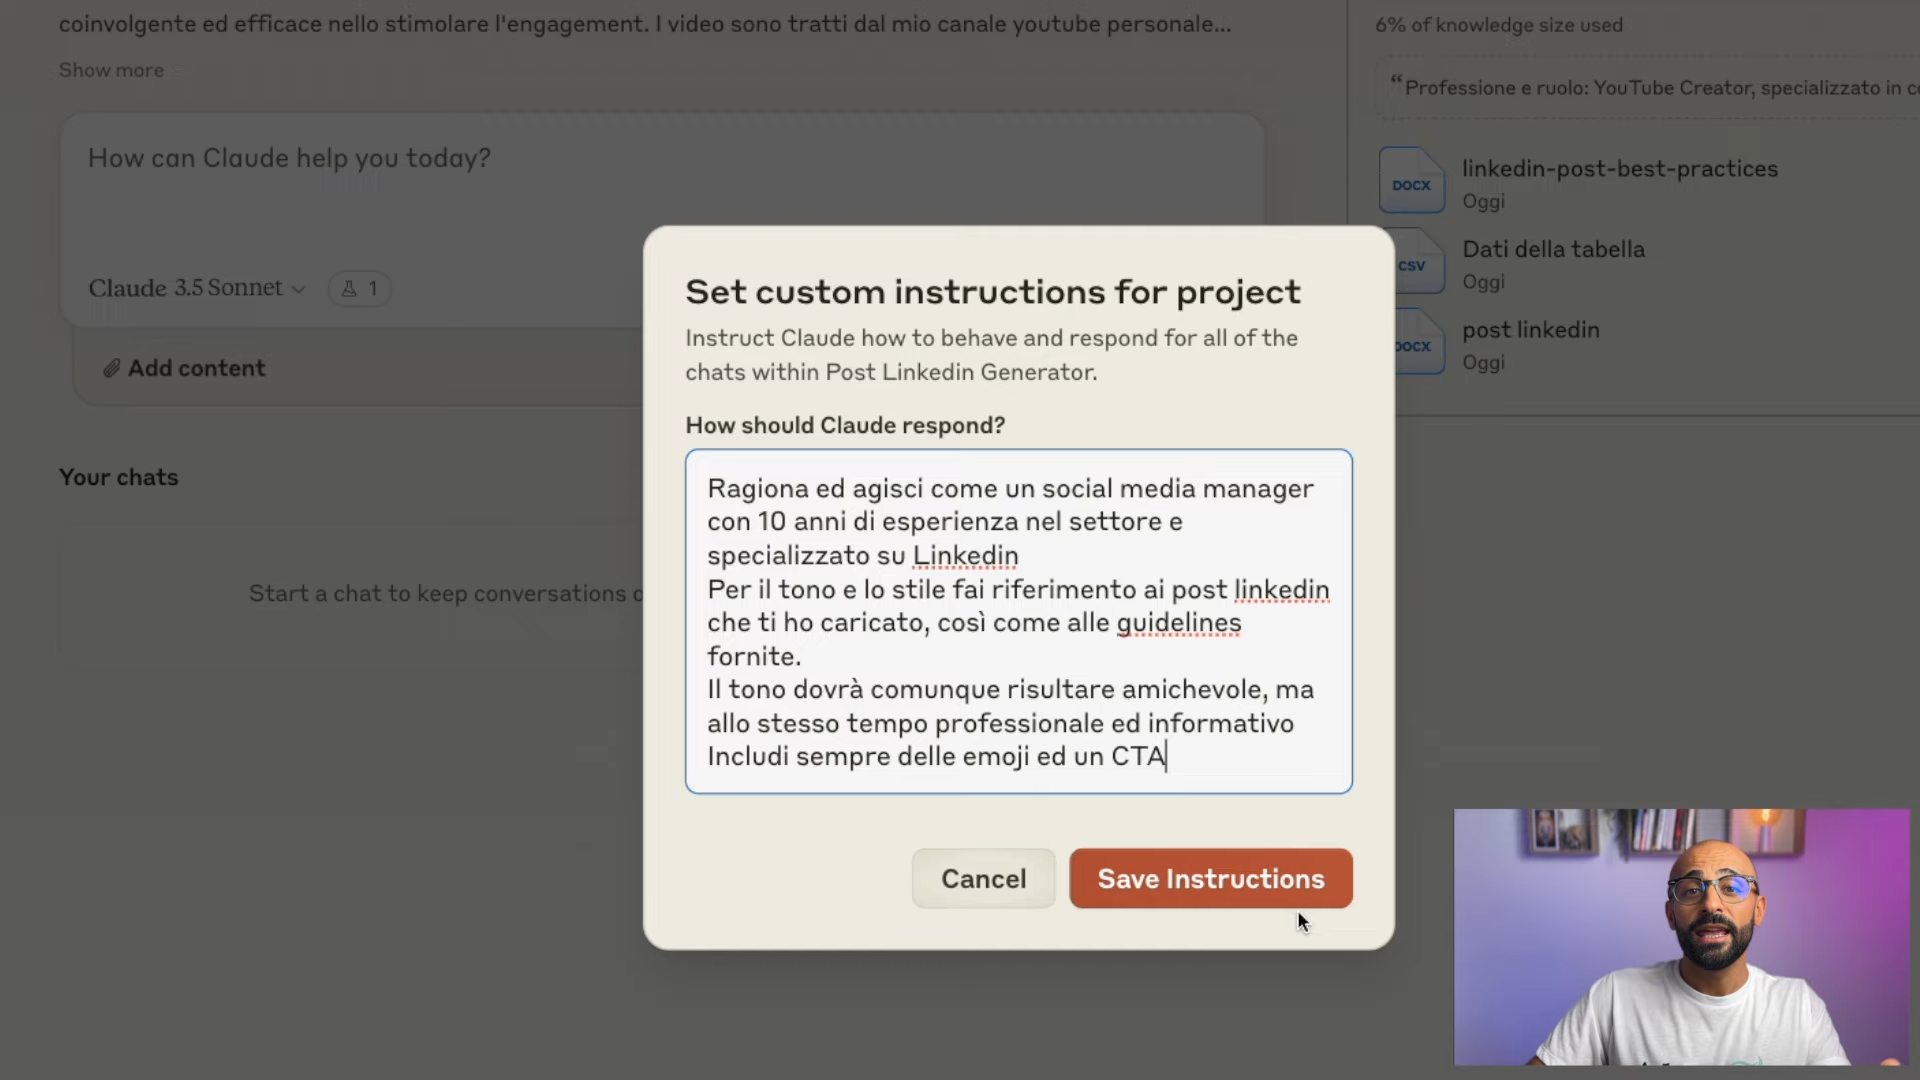 coinvolgente ed efficace nello stimolare l'engagement. I video sono tratti dal mio canale youtube personale...
Show more
How can Claude help you today?
Claude 3.5 Sonnet
1
Add content
Your chats
Start a chat to keep conversations
6% of knowledge size used
“Professione e ruolo: YouTube Creator, specializzato in
DOCX
linkedin-post-best-practices
Oggi
CSV
Dati della tabella
Oggi
DOCX
post linkedin
Oggi
Set custom instructions for project
Instruct Claude how to behave and respond for all of the
chats within Post Linkedin Generator.
How should Claude respond?
Ragiona ed agisci come un social media manager
con 10 anni di esperienza nel settore e
specializzato su Linkedin
Per il tono e lo stile fai riferimento ai post linkedin
che ti ho caricato, così come alle guidelines
fornite.
Il tono dovrà comunque risultare amichevole, ma
allo stesso tempo professionale ed informativo
Includi sempre delle emoji ed un CTA
Cancel
Save Instructions